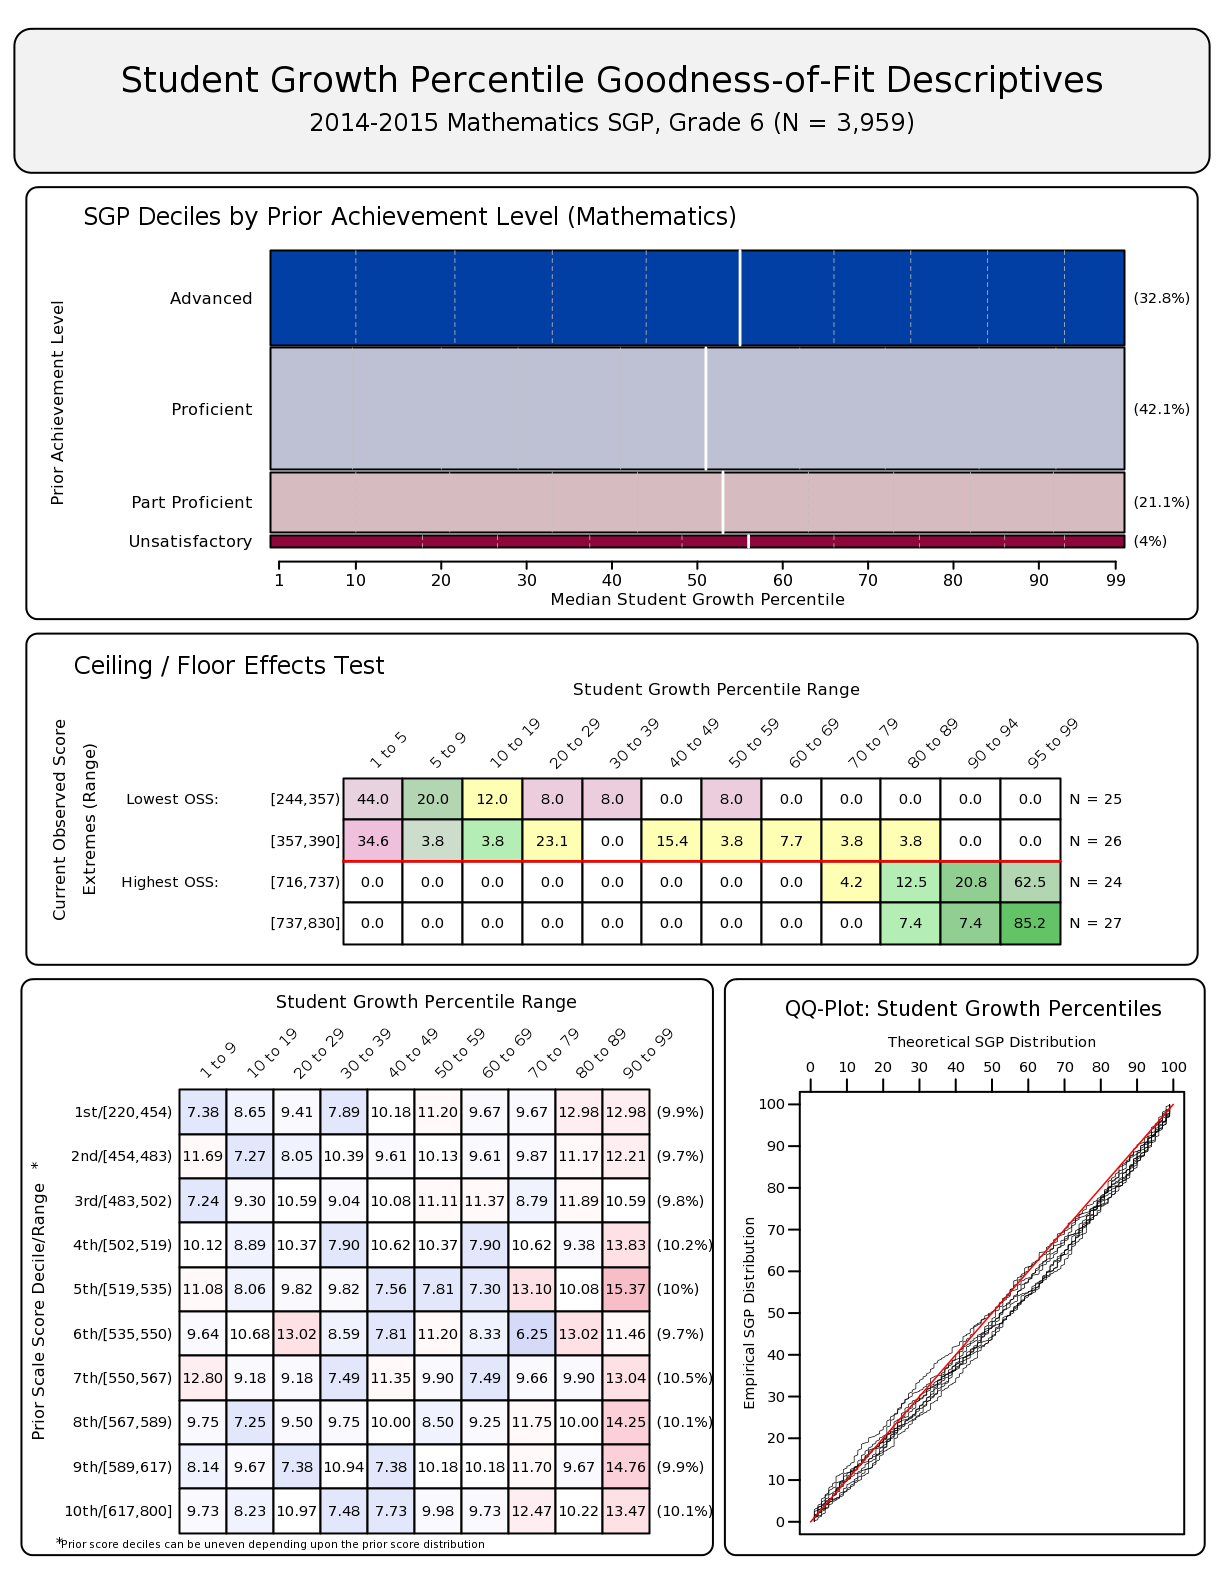 Student Growth Percentile Goodness-of-Fit Descriptives
2014-2015 Mathematics SGP, Grade 6 (N = 3,959)
SGP Deciles by Prior Achievement Level (Mathematics)
Prior Achievement Level
Advanced (32.8%)
Proficient (42.1%)
Part Proficient (21.1%)
Unsatisfactory (4%)
1 10 20 30 40 50 60 70 80 90 99
Median Student Growth Percentile
Ceiling / Floor Effects Test
Student Growth Percentile Range
Current Observed Score
Extremes (Range)
1 to 5 5 to 9 10 to 19 20 to 29 30 to 39 40 to 49 50 to 59 60 to 69 70 to 79 80 to 89 90 to 94 95 to 99
Lowest OSS: [244,357) 44.0 20.0 12.0 8.0 8.0 0.0 8.0 0.0 0.0 0.0 0.0 0.0 N = 25
[357,390] 34.6 3.8 3.8 23.1 0.0 15.4 3.8 7.7 3.8 3.8 0.0 0.0 N = 26
Highest OSS: [716,737) 0.0 0.0 0.0 0.0 0.0 0.0 0.0 0.0 4.2 12.5 20.8 62.5 N = 24
[737,830] 0.0 0.0 0.0 0.0 0.0 0.0 0.0 0.0 0.0 7.4 7.4 85.2 N = 27
Student Growth Percentile Range
Prior Scale Score Decile/Range *
1 to 9 10 to 19 20 to 29 30 to 39 40 to 49 50 to 59 60 to 69 70 to 79 80 to 89 90 to 99
1st/[220,454) 7.38 8.65 9.41 7.89 10.18 11.20 9.67 9.67 12.98 12.98 (9.9%)
2nd/[454,483) 11.69 7.27 8.05 10.39 9.61 10.13 9.61 9.87 11.17 12.21 (9.7%)
3rd/[483,502) 7.24 9.30 10.59 9.04 10.08 11.11 11.37 8.79 11.89 10.59 (9.8%)
4th/[502,519) 10.12 8.89 10.37 7.90 10.62 10.37 7.90 10.62 9.38 13.83 (10.2%)
5th/[519,535) 11.08 8.06 9.82 9.82 7.56 7.81 7.30 13.10 10.08 15.37 (10%)
6th/[535,550) 9.64 10.68 13.02 8.59 7.81 11.20 8.33 6.25 13.02 11.46 (9.7%)
7th/[550,567) 12.80 9.18 9.18 7.49 11.35 9.90 7.49 9.66 9.90 13.04 (10.5%)
8th/[567,589) 9.75 7.25 9.50 9.75 10.00 8.50 9.25 11.75 10.00 14.25 (10.1%)
9th/[589,617) 8.14 9.67 7.38 10.94 7.38 10.18 10.18 11.70 9.67 14.76 (9.9%)
10th/[617,800] 9.73 8.23 10.97 7.48 7.73 9.98 9.73 12.47 10.22 13.47 (10.1%)
*Prior score deciles can be uneven depending upon the prior score distribution
QQ-Plot: Student Growth Percentiles
Theoretical SGP Distribution
0 10 20 30 40 50 60 70 80 90 100
Empirical SGP Distribution
100
90
80
70
60
50
40
30
20
10
0